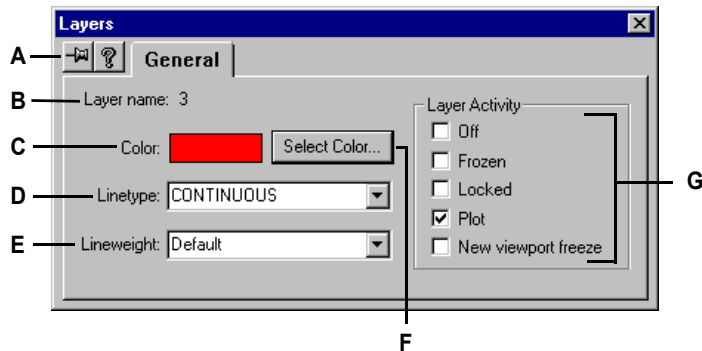 Layers
A
? General
B
Layer name: 3
Layer Activity
Off
C
Color:
Select Color...
Frozen
Locked
G
D
Linetype: CONTINUOUS
Plot
E
Lineweight: Default
New viewport freeze
F